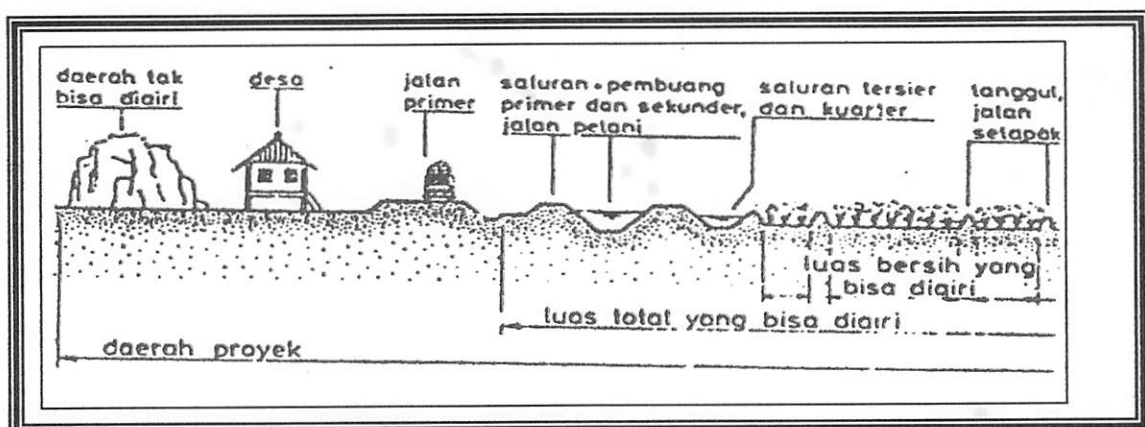 daerah tak
bisa diairi
desa
jalan
primer
saluran pembuang
primer dan sekunder,
jalan petani
saluran tersier
dan kuarter
tanggul,
jalan
setapak
luas bersih yang
bisa diairi
luas total yang bisa diairi
daerah proyek